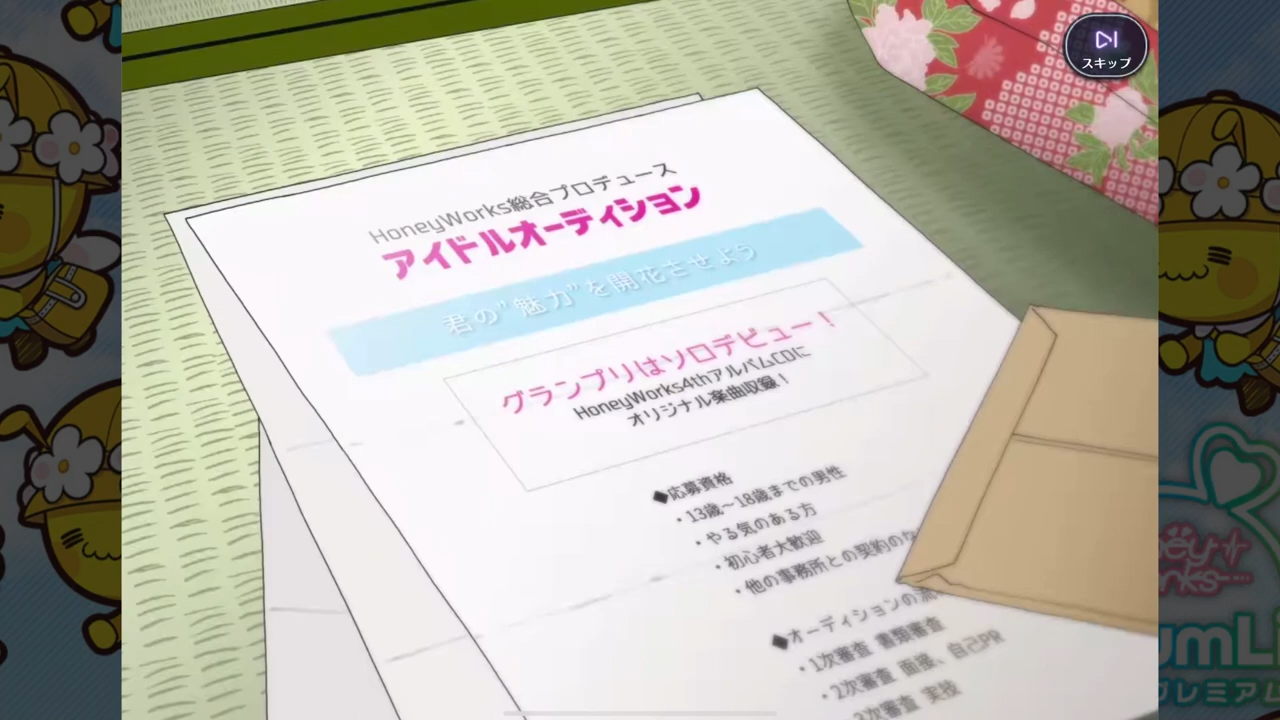 スキップ
HoneyWorks総合プロデュース
アイドルオーディション
君の”魅力”を開花させよう
グランプリはソロデビュー！
HoneyWorks4thアルバムCDに
オリジナル楽曲収録！
◆応募資格
・13歳～18歳までの男性
・やる気のある方
・初心者大歓迎
・他の事務所との契約の
◆オーディションの流
・1次審査 書類審査
・2次審査 面接、自己PR
実技
umLi
プレミアム